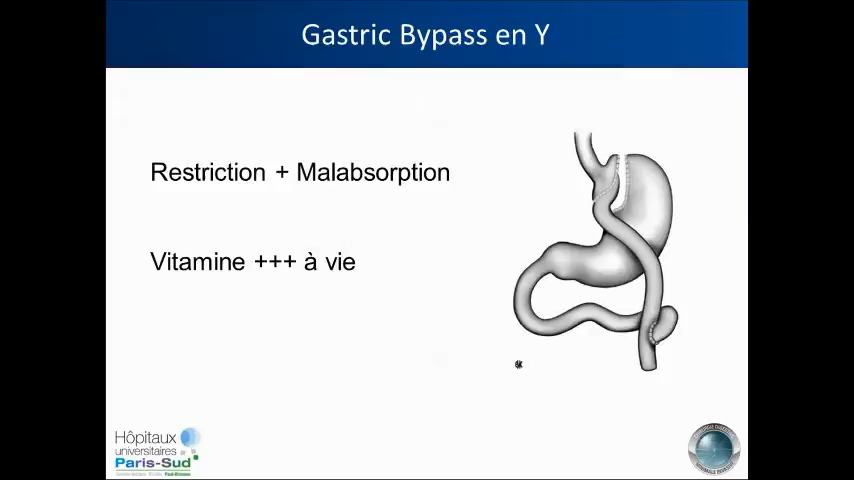 Gastric Bypass en Y
Restriction + Malabsorption
Vitamine +++ à vie
Hôpitaux
universitaires
Paris-Sud